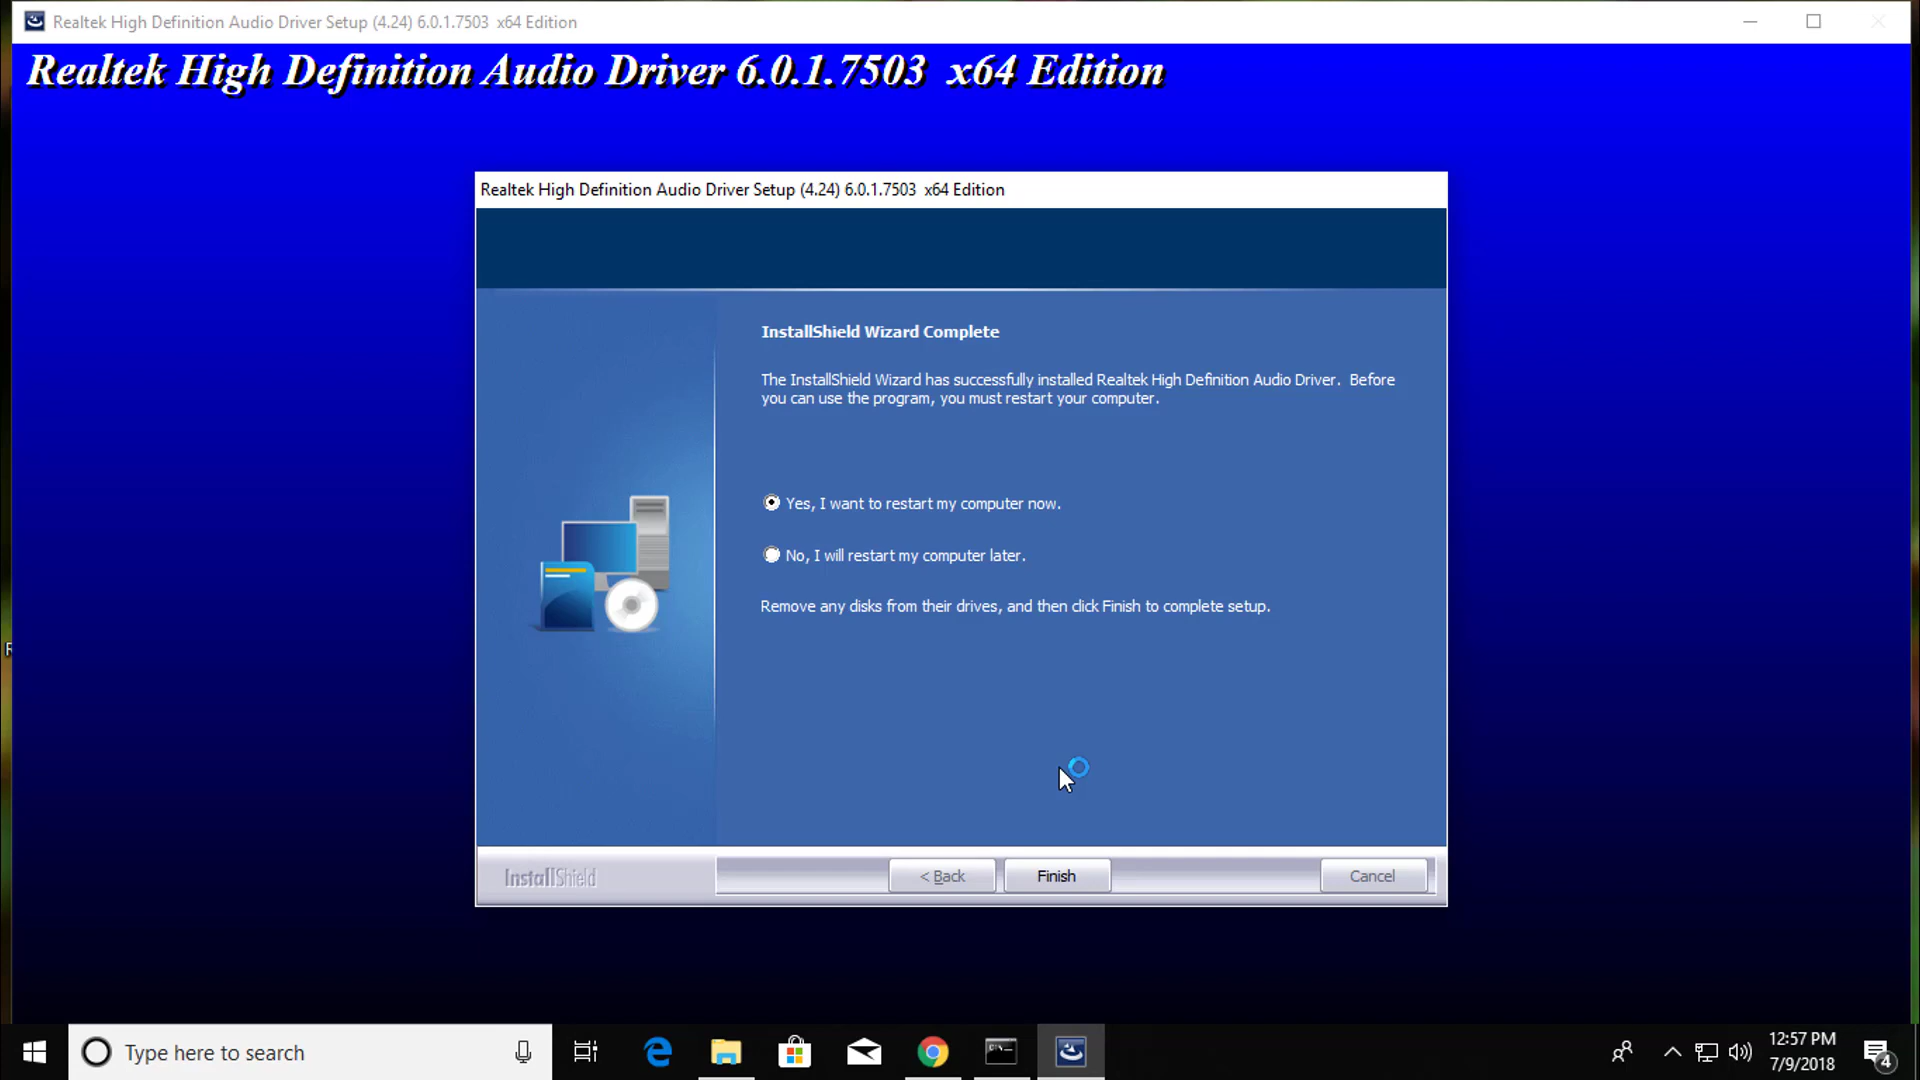 Realtek High Definition Audio Driver Setup (4.24) 6.0.1.7503  x64 Edition
Realtek High Definition Audio Driver 6.0.1.7503  x64 Edition
Realtek High Definition Audio Driver Setup (4.24) 6.0.1.7503  x64 Edition
InstallShield Wizard Complete
The InstallShield Wizard has successfully installed Realtek High Definition Audio Driver.  Before
you can use the program, you must restart your computer.
Yes, I want to restart my computer now.
No, I will restart my computer later.
Remove any disks from their drives, and then click Finish to complete setup.
InstallShield
< Back
Finish
Cancel
Type here to search
12:57 PM
7/9/2018
4